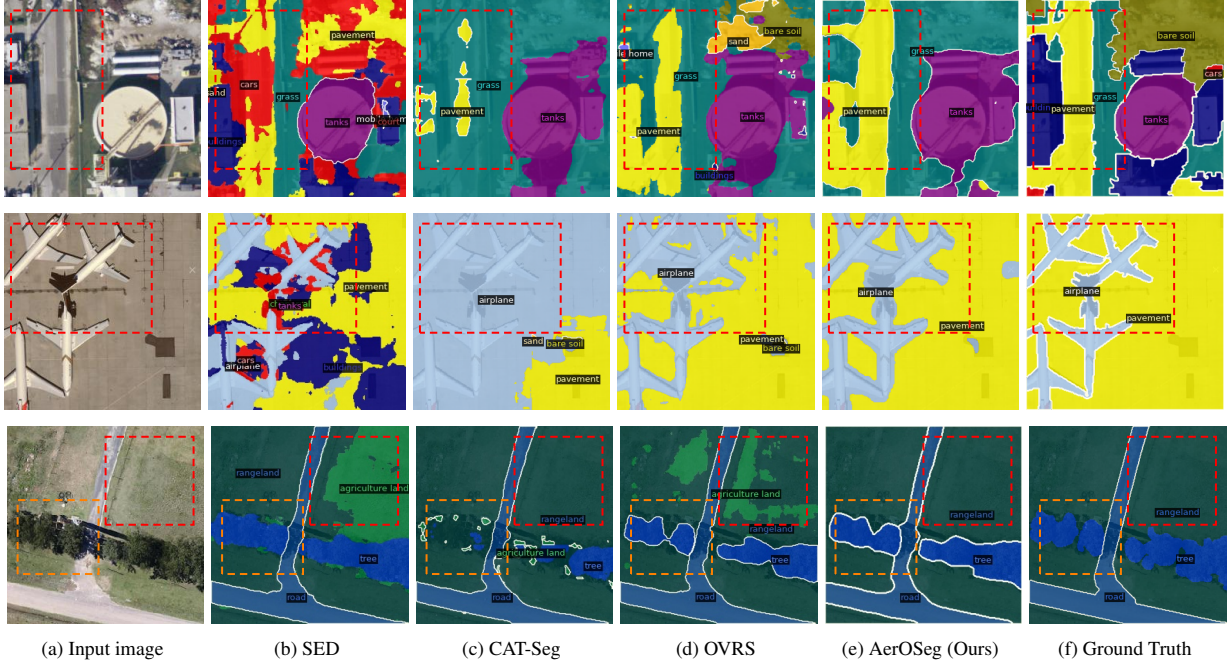 pavement
cars
grass
tanks
court
grass
pavement
tanks
sand
bare soil
grass
pavement
tanks
buildings
grass
pavement
tanks
bare soil
cars
grass
pavement
tanks
pavement
tanks
cars
airplane
buildings
airplane
sand
bare soil
pavement
airplane
pavement
bare soil
airplane
pavement
airplane
pavement
rangeland
agriculture land
tree
road
rangeland
agriculture land
tree
road
agriculture land
rangeland
tree
road
rangeland
tree
road
rangeland
tree
road
(a) Input image
(b) SED
(c) CAT-Seg
(d) OVRS
(e) AerOSeg (Ours)
(f) Ground Truth